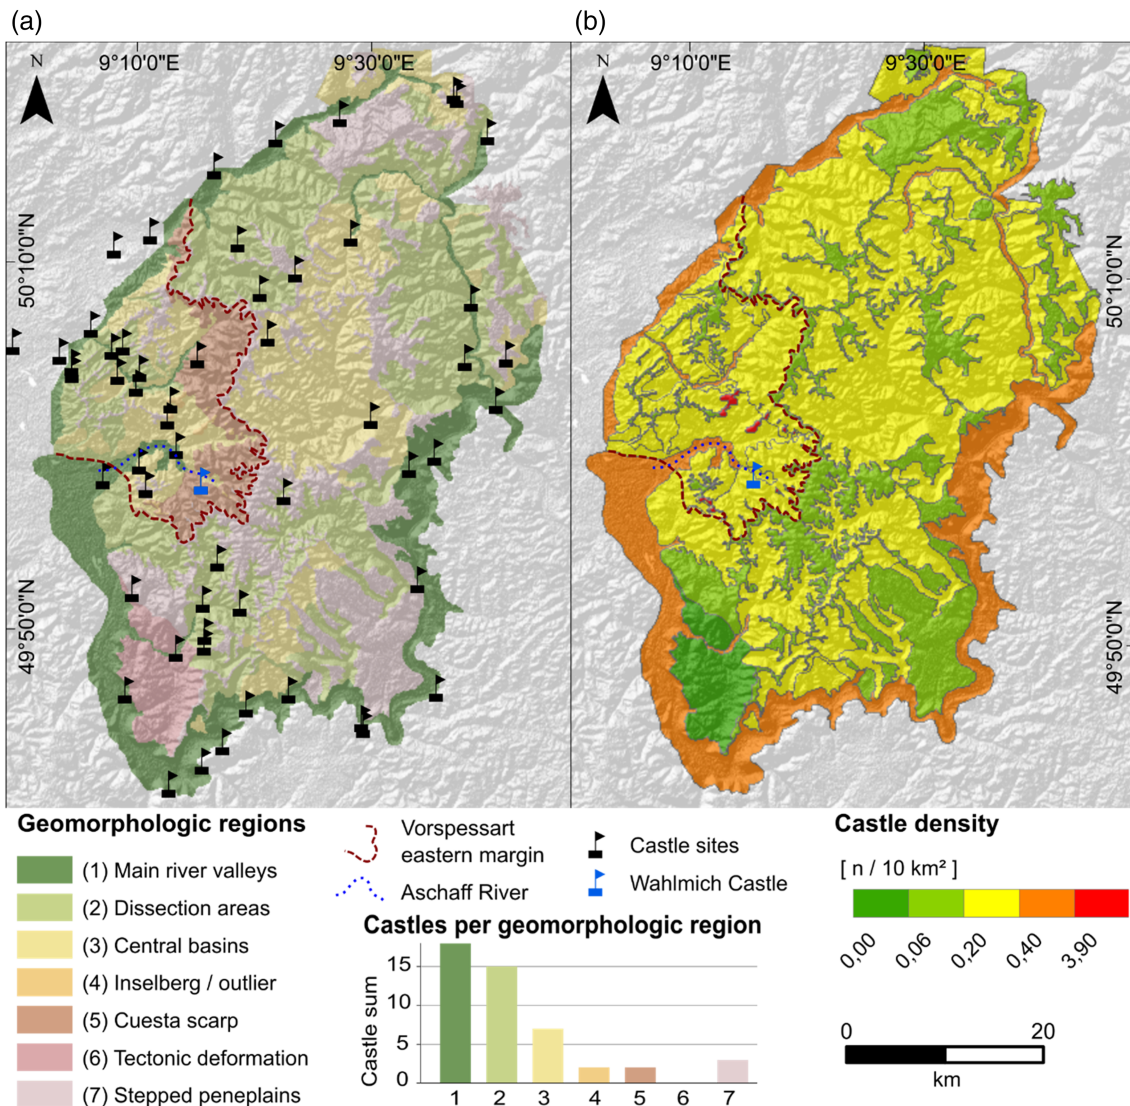 (a)
(b)
N
9°10'0"E
9°30'0"E
N
9°10'0"E
9°30'0"E
50°10'0"N
49°50'0"N
50°10'0"N
49°50'0"N
Geomorphologic regions
(1) Main river valleys
(2) Dissection areas
(3) Central basins
(4) Inselberg / outlier
(5) Cuesta scarp
(6) Tectonic deformation
(7) Stepped peneplains
Vorspessart
eastern margin
Aschaff River
Castle sites
Wahlmich Castle
Castles per geomorphologic region
Castle sum
15
10
5
0
1 2 3 4 5 6 7
Castle density
[ n / 10 km² ]
0,00 0,06 0,20 0,40 3,90
0 20
km